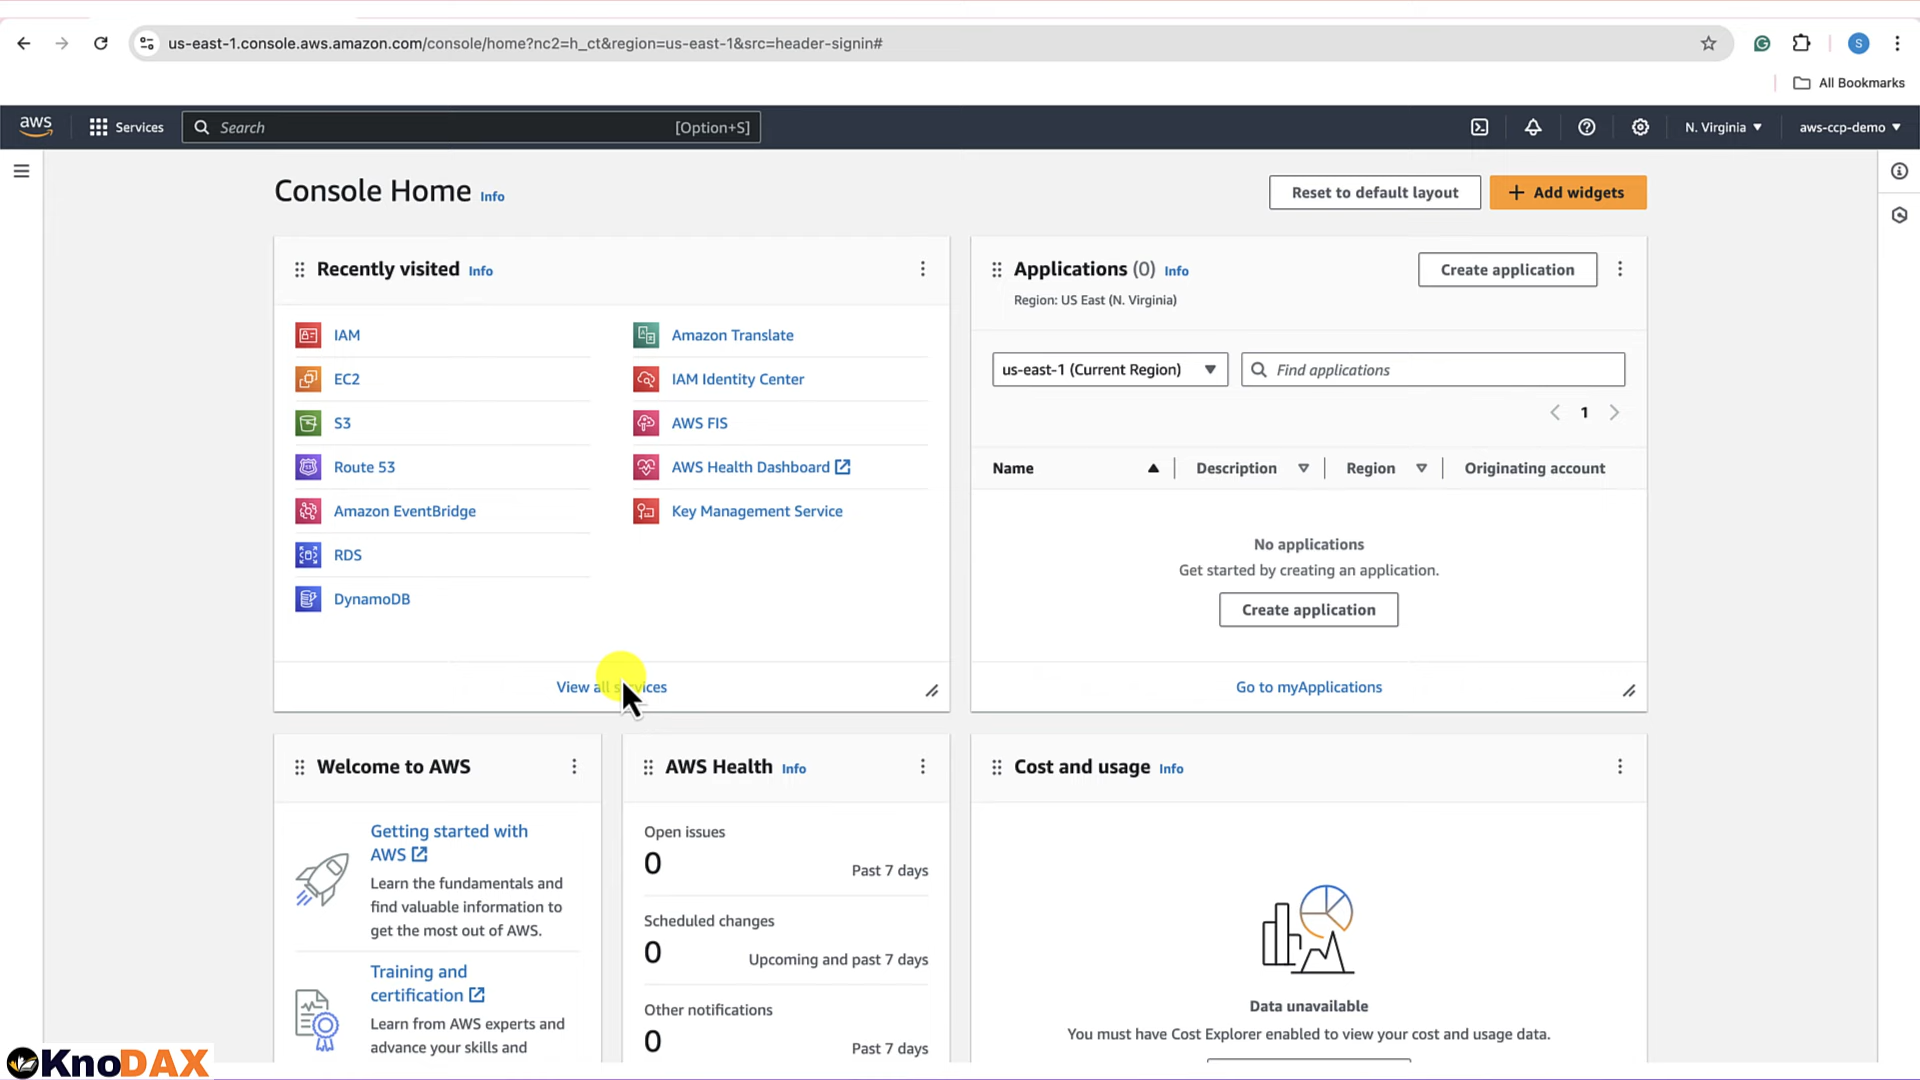 us-east-1.console.aws.amazon.com/console/home?nc2=h_ct&region=us-east-1&src=header-signin#
S
All Bookmarks
aws
Services
Search
[Option+S]
N. Virginia
aws-ccp-demo
Console Home
Info
Reset to default layout
Add widgets
Recently visited
Info
IAM
EC2
S3
Route 53
Amazon EventBridge
RDS
DynamoDB
Amazon Translate
IAM Identity Center
AWS FIS
AWS Health Dashboard
Key Management Service
View all services
Applications (0)
Info
Region: US East (N. Virginia)
Create application
us-east-1 (Current Region)
Find applications
1
Name
Description
Region
Originating account
No applications
Get started by creating an application.
Create application
Go to myApplications
Welcome to AWS
Getting started with
AWS
Learn the fundamentals and
find valuable information to
get the most out of AWS.
Training and
certification
Learn from AWS experts and
advance your skills and
AWS Health
Info
Open issues
0
Past 7 days
Scheduled changes
0
Upcoming and past 7 days
Other notifications
0
Past 7 days
Cost and usage
Info
Data unavailable
You must have Cost Explorer enabled to view your cost and usage data.
KnoDAX